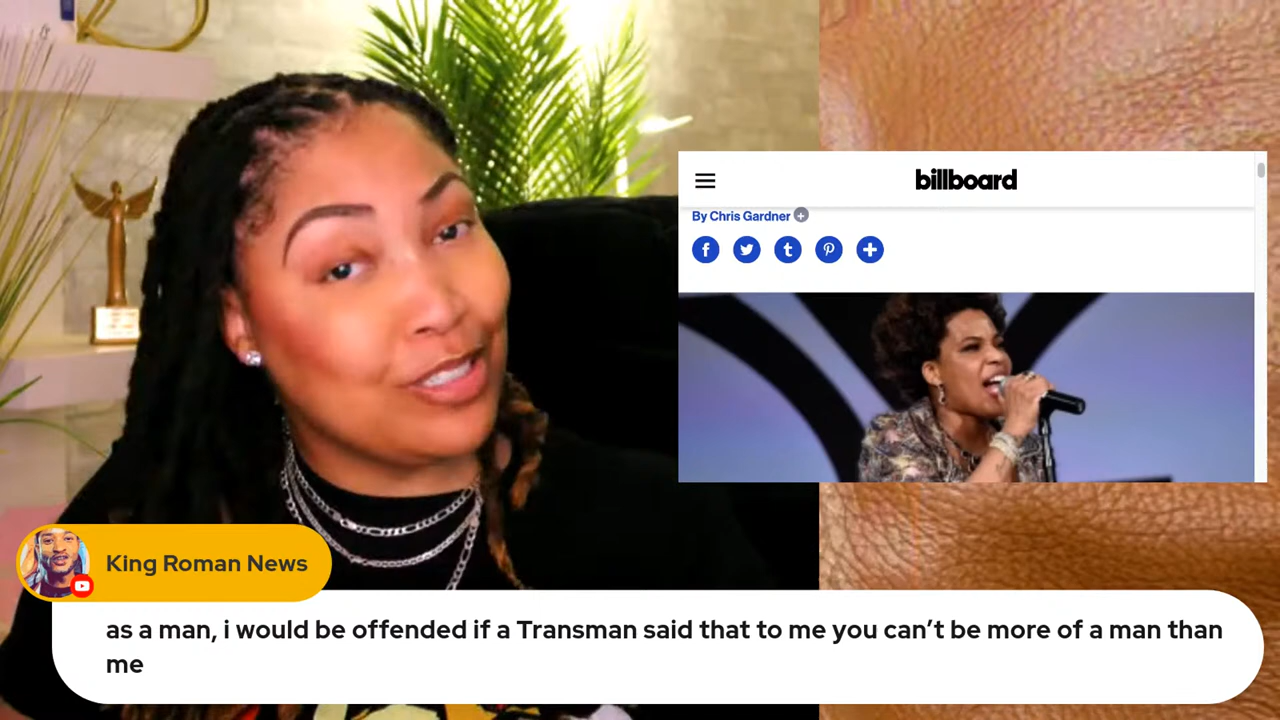 billboard
By Chris Gardner
King Roman News
as a man, i would be offended if a Transman said that to me you can’t be more of a man than
me